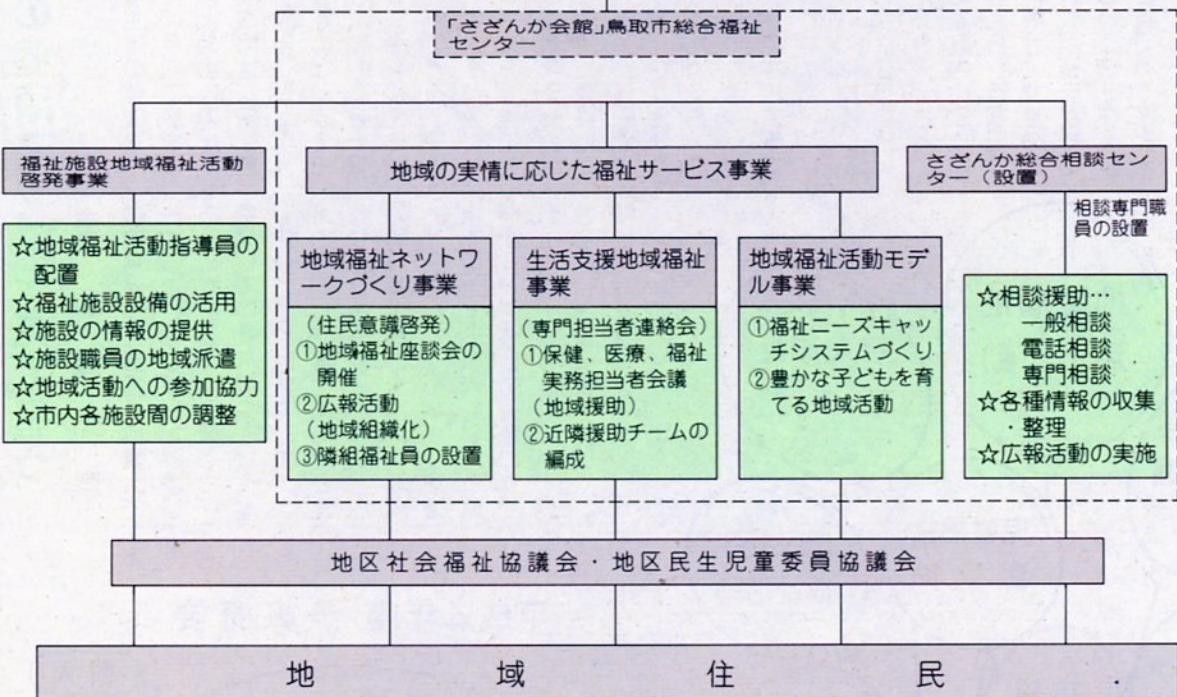 「さざんか会館」鳥取市総合福祉
センター
福祉施設地域福祉活動
啓発事業
地域の実情に応じた福祉サービス事業
さざんか総合相談セン
ター(設置)
相談専門職
員の設置
☆地域福祉活動指導員の
配置
☆福祉施設設備の活用
☆施設の情報の提供
☆施設職員の地域派遣
☆地域活動への参加協力
☆市内各施設間の調整
地域福祉ネットワ
ークづくり事業
(住民意識啓発)
①地域福祉座談会の
開催
②広報活動
(地域組織化)
③隣組福祉員の設置
生活支援地域福祉
事業
(専門担当者連絡会)
①保健、医療、福祉
実務担当者会議
(地域援助)
②近隣援助チームの
編成
地域福祉活動モデ
ル事業
①福祉ニーズキャッ
チシステムづくり
②豊かな子どもを育
てる地域活動
☆相談援助…
一般相談
電話相談
専門相談
☆各種情報の収集
・整理
☆広報活動の実施
地区社会福祉協議会・地区民生児童委員協議会
地域住民